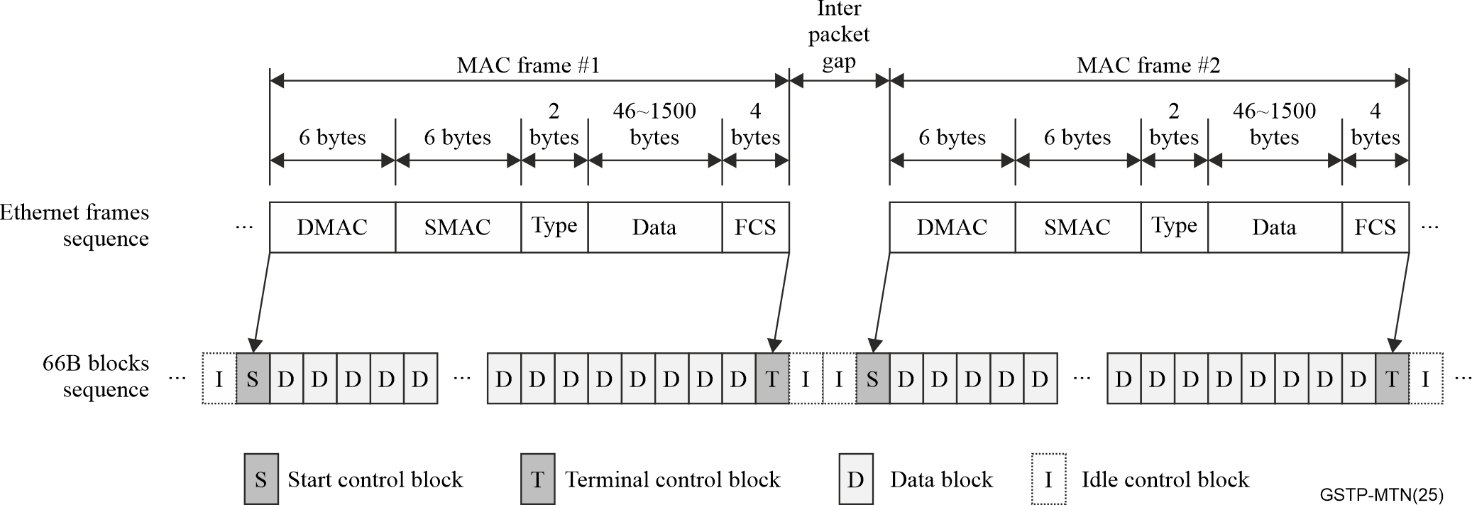 Inter
packet
gap
MAC frame #1
MAC frame #2
6 bytes
6 bytes
2
bytes
46~1500
bytes
4
bytes
6 bytes
6 bytes
2
bytes
46~1500
bytes
4
bytes
Ethernet frames
sequence
... DMAC SMAC Type Data FCS DMAC SMAC Type Data FCS ...
66B blocks
sequence
... I S D D D D D ... D D D D D D D D T I I S D D D D D ... D D D D D D D D T I ...
S Start control block T Terminal control block D Data block I Idle control block
GSTP-MTN(25)